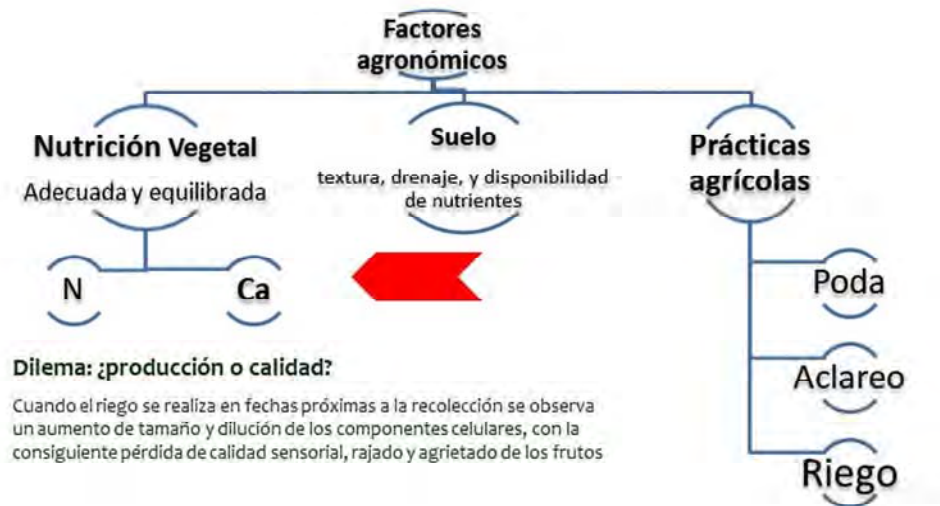 Factores
agronómicos
Nutrición Vegetal
Adecuada y equilibrada
Suelo
textura, drenaje, y disponibilidad
de nutrientes
Prácticas
agrícolas
N
Ca
Poda
Aclareo
Riego
Dilema: ¿producción o calidad?
Cuando el riego se realiza en fechas próximas a la recolección se observa
un aumento de tamaño y dilución de los componentes celulares, con la
consiguiente pérdida de calidad sensorial, rajado y agrietado de los frutos